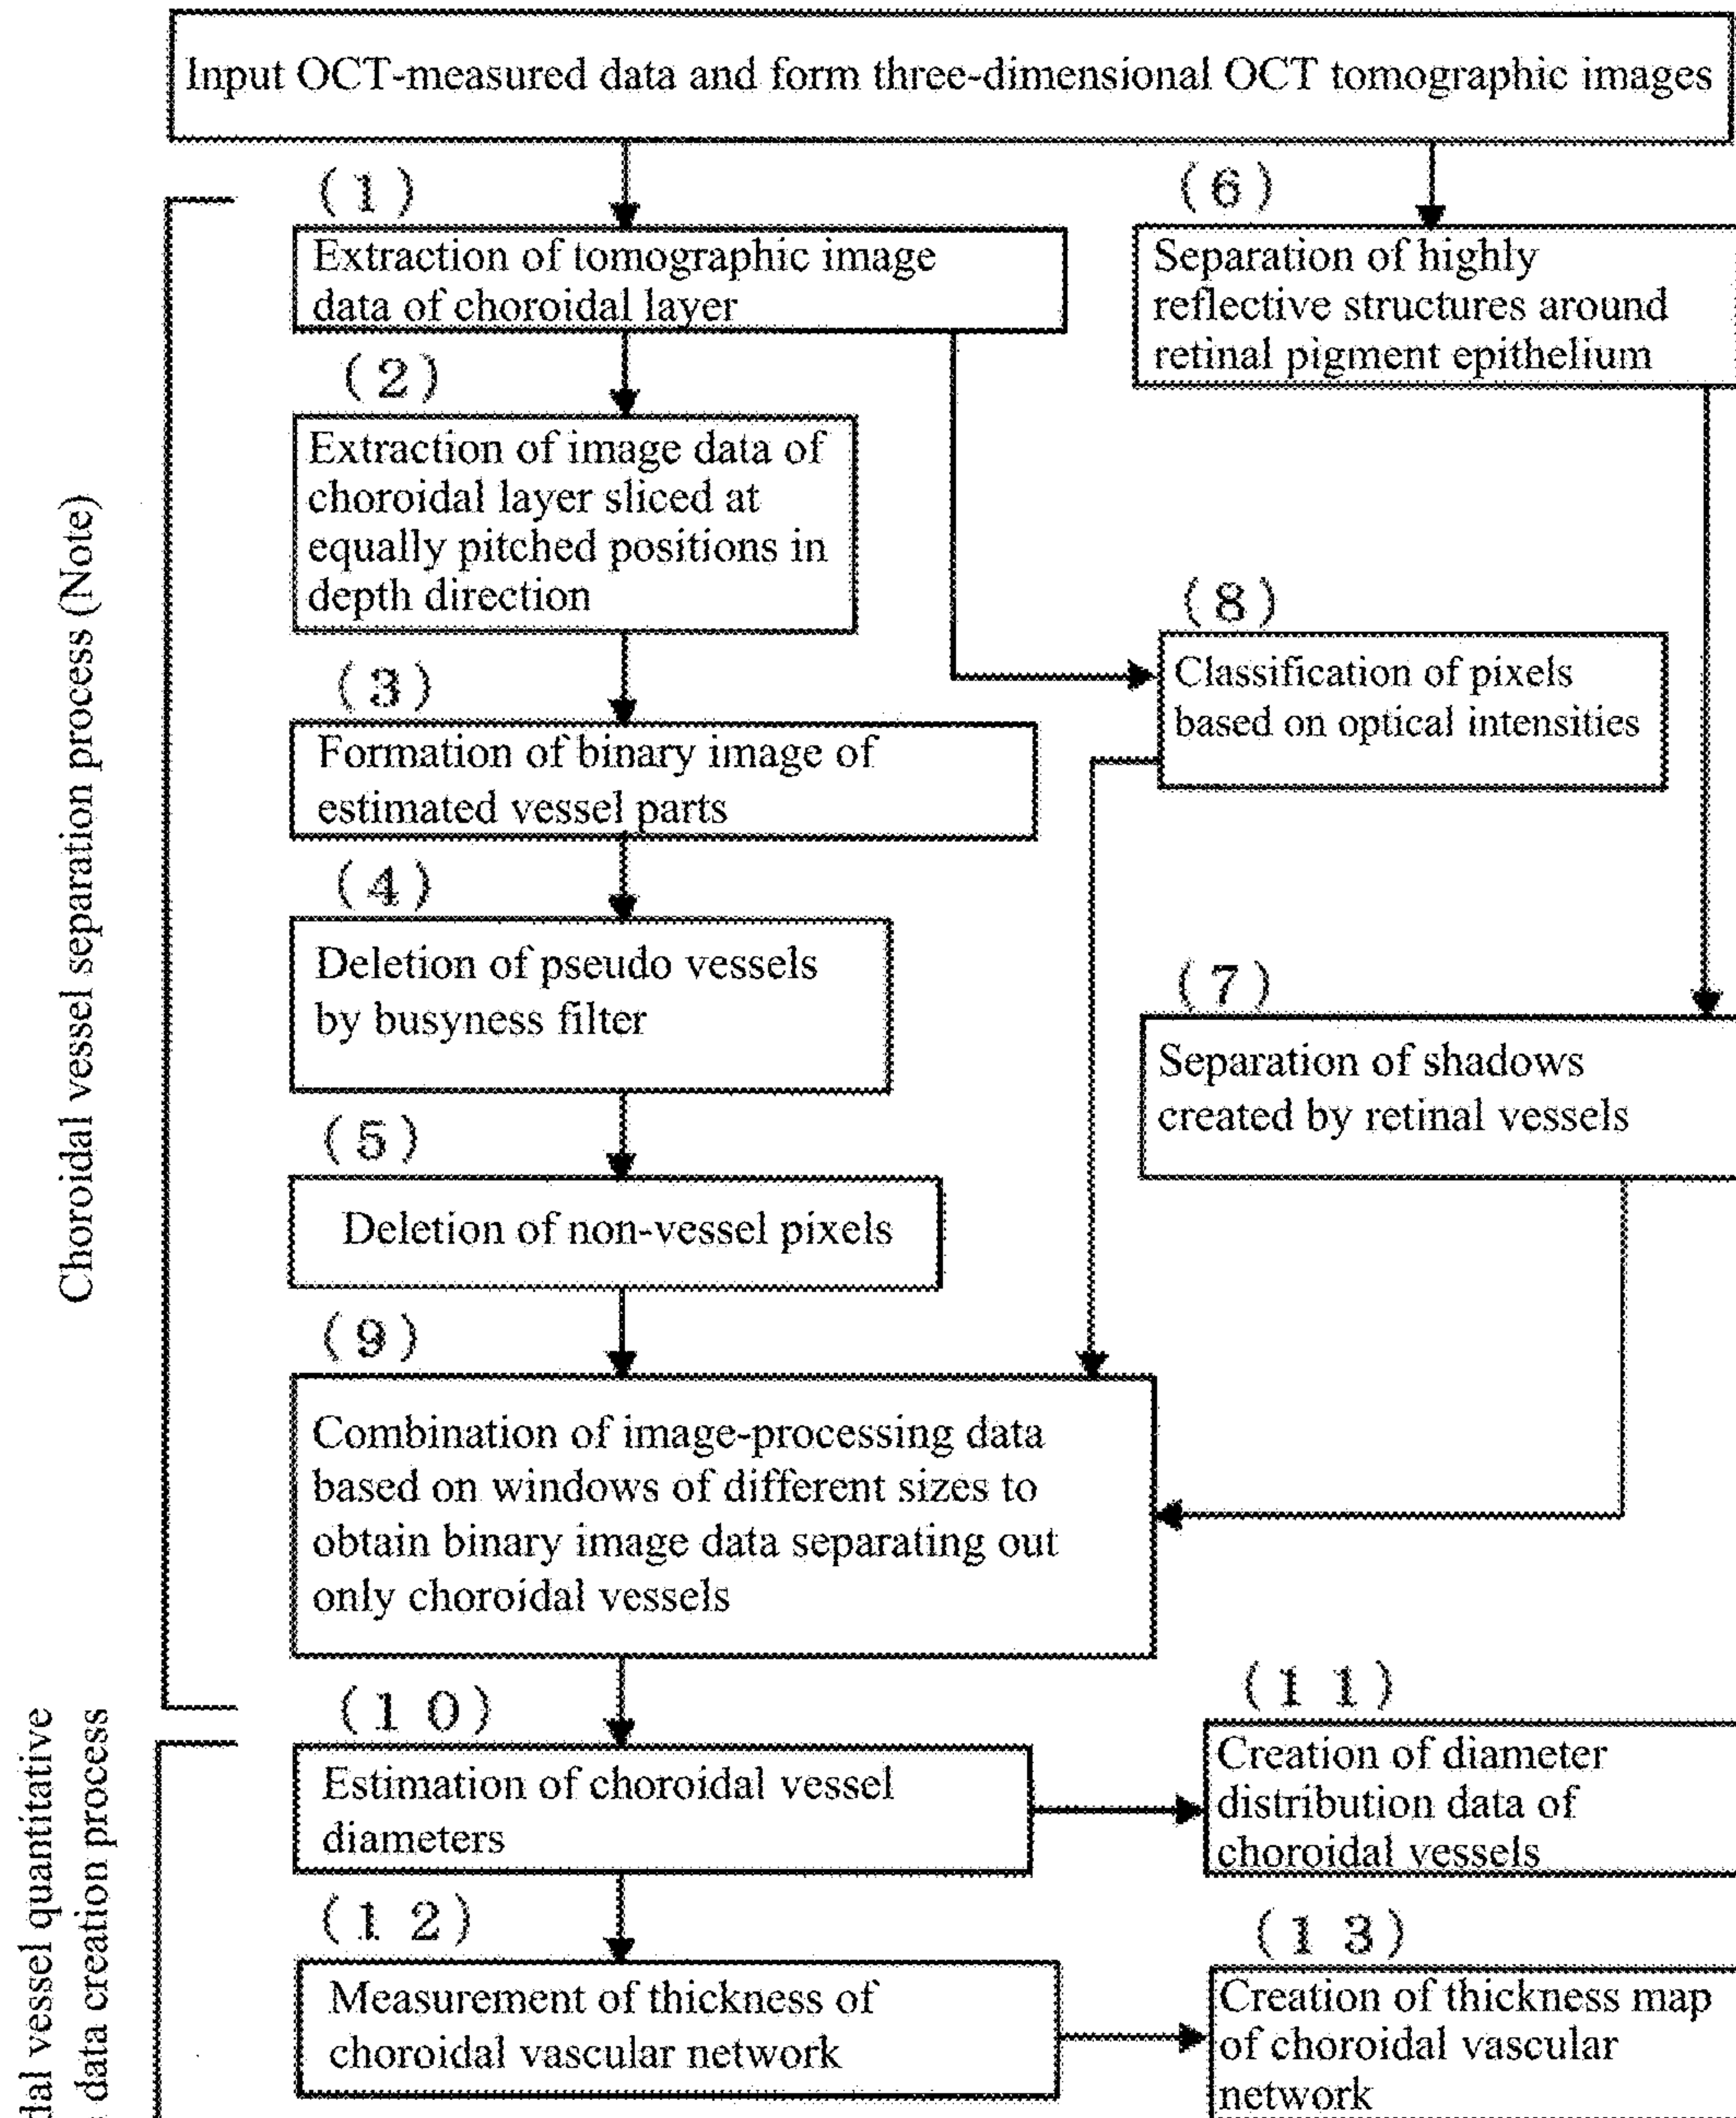 Input OCT-measured data and form three-dimensional OCT tomographic images
(1)
Extraction of tomographic image
data of choroidal layer
(6)
Separation of highly
reflective structures around
retinal pigment epithelium
(2)
Extraction of image data of
choroidal layer sliced at
equally pitched positions in
depth direction
(8)
Classification of pixels
based on optical intensities
(3)
Formation of binary image of
estimated vessel parts
(4)
Deletion of pseudo vessels
by busyness filter
(7)
Separation of shadows
created by retinal vessels
(5)
Deletion of non-vessel pixels
(9)
Combination of image-processing data
based on windows of different sizes to
obtain binary image data separating out
only choroidal vessels
Choroidal vessel separation process (Note)
(10)
Estimation of choroidal vessel
diameters
(11)
Creation of diameter
distribution data of
choroidal vessels
(12)
Measurement of thickness of
choroidal vascular network
(13)
Creation of thickness map
of choroidal vascular
network
vessel quantitative
data creation process